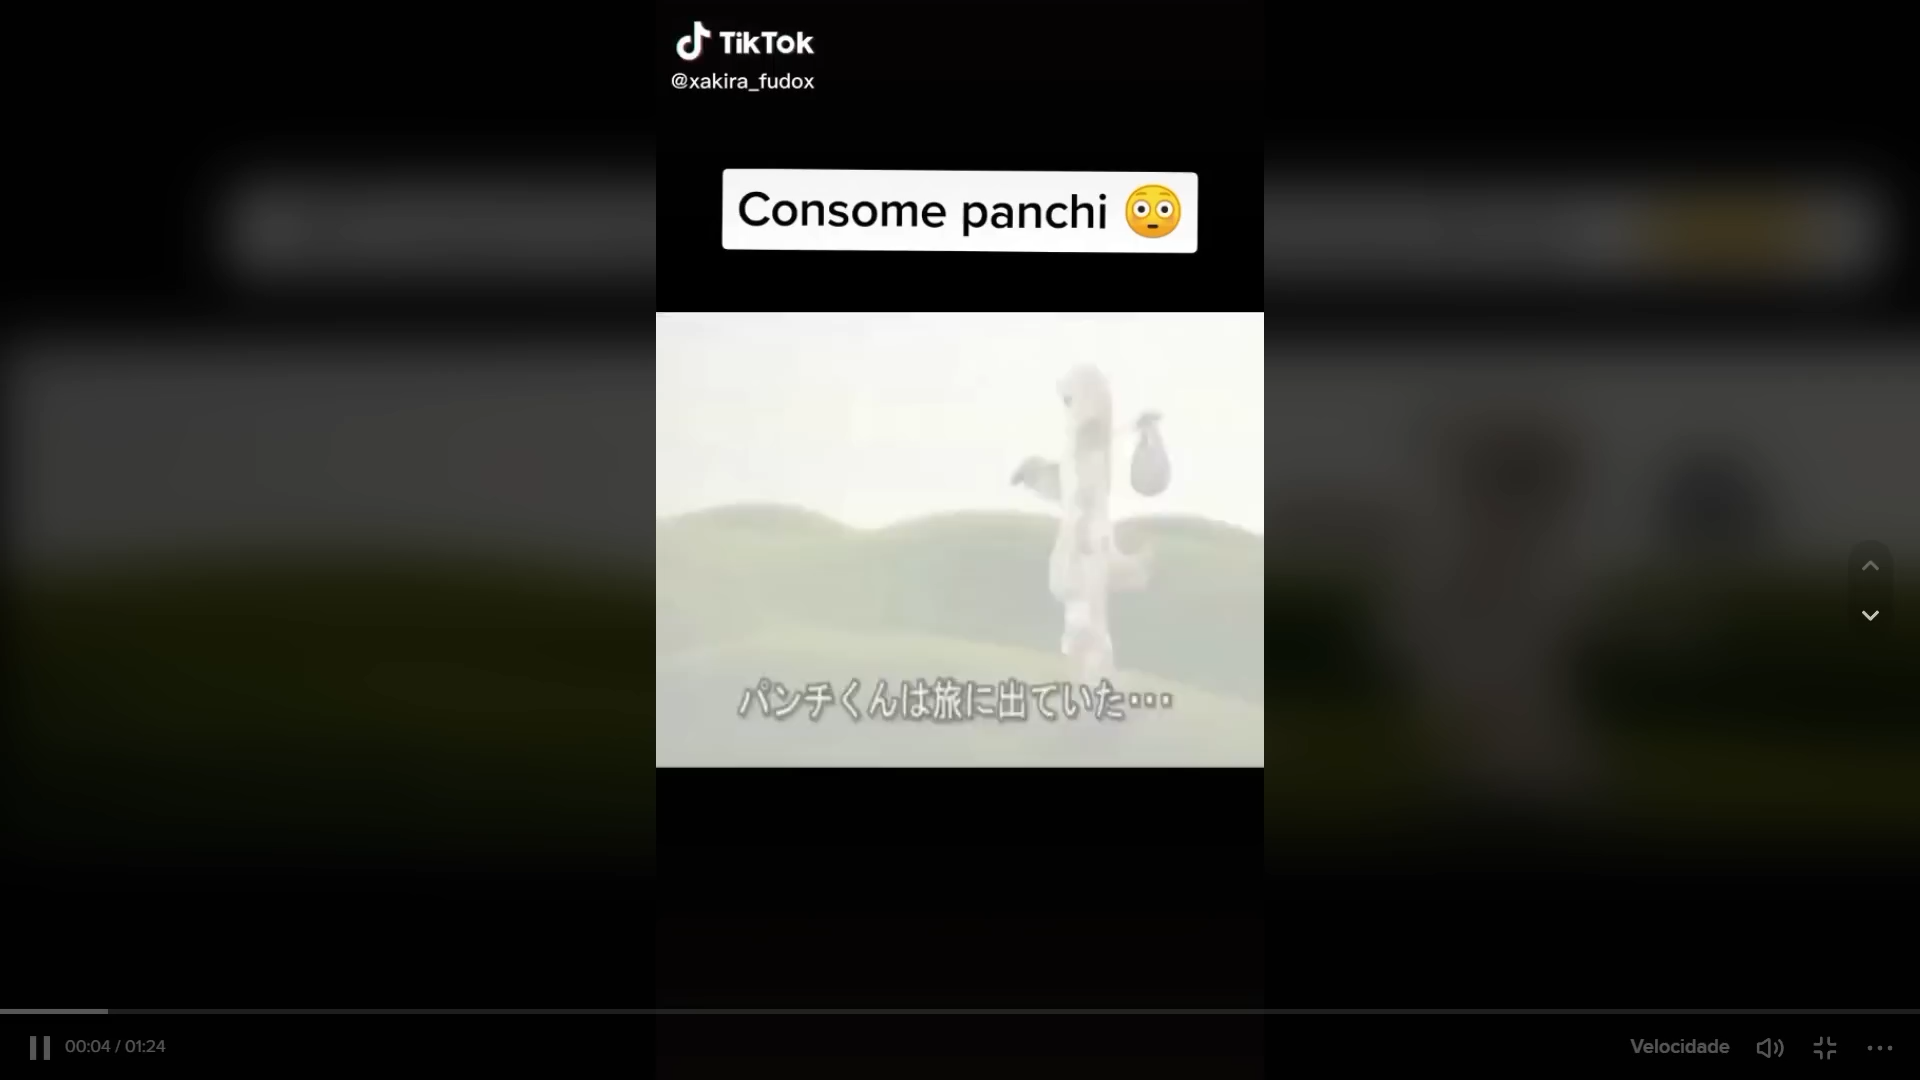 TikTok
@xakira_fudox
Consome panchi 😳
パンチくんは旅に出ていた･･･
00:04 / 01:24
Velocidade